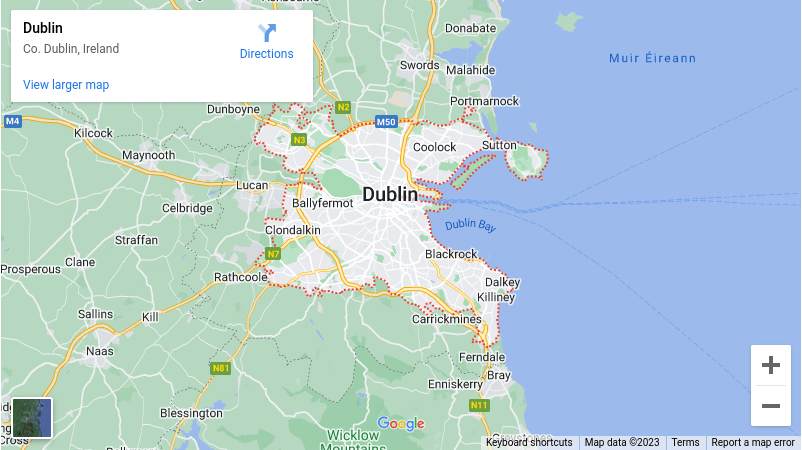 Dublin
Co. Dublin, Ireland
Directions
View larger map
Donabate
Muir Éireann
Swords
Malahide
Portmarnock
Dunboyne
N2
M4
M50
Kilcock
N3
Coolock
Sutton
Maynooth
Lucan
Dublin
Ballyfermot
Celbridge
Dublin Bay
Clondalkin
Straffan
N7
Blackrock
Clane
Prosperous
Rathcoole
Dalkey
Killiney
Sallins
Kill
Carrickmines
Naas
Ferndale
N81
Bray
Enniskerry
N11
Blessington
Google
Wicklow
Mountains
Cross
Greystones
Keyboard shortcuts
Map data ©2023
Terms
Report a map error